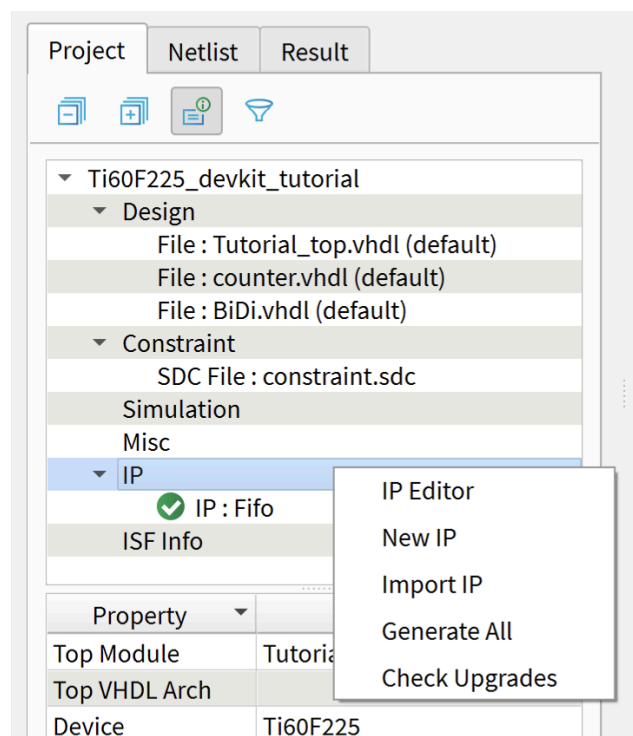 Project Netlist Result
Ti60F225_devkit_tutorial
Design
File : Tutorial_top.vhdl (default)
File : counter.vhdl (default)
File : BiDi.vhdl (default)
Constraint
SDC File : constraint.sdc
Simulation
Misc
IP
IP : Fifo
ISF Info
IP Editor
New IP
Import IP
Generate All
Check Upgrades
Property
Top Module Tutoria
Top VHDL Arch
Device Ti60F225